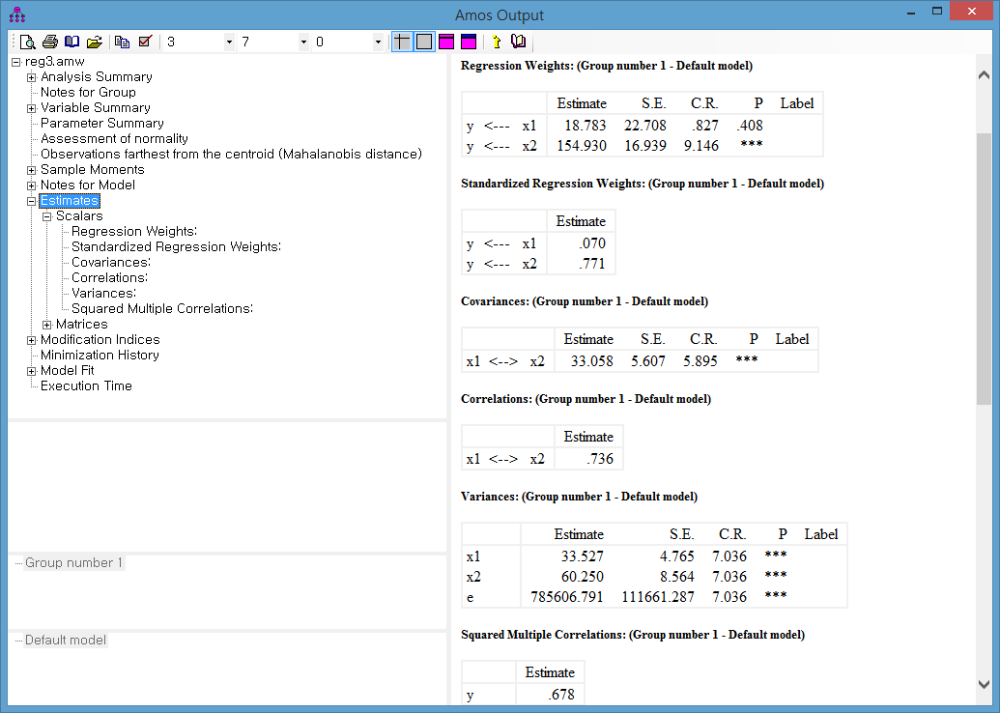 Amos Output
3 7 0
reg3.amw
Analysis Summary
Notes for Group
Variable Summary
Parameter Summary
Assessment of normality
Observations farthest from the centroid (Mahalanobis distance)
Sample Moments
Notes for Model
Estimates
Scalars
Regression Weights:
Standardized Regression Weights:
Covariances:
Correlations:
Variances:
Squared Multiple Correlations:
Matrices
Modification Indices
Minimization History
Model Fit
Execution Time
Group number 1
Default model
Regression Weights: (Group number 1 - Default model)
Estimate S.E. C.R. P Label
y <--- x1 18.783 22.708 .827 .408
y <--- x2 154.930 16.939 9.146 ***
Standardized Regression Weights: (Group number 1 - Default model)
Estimate
y <--- x1 .070
y <--- x2 .771
Covariances: (Group number 1 - Default model)
Estimate S.E. C.R. P Label
x1 <--> x2 33.058 5.607 5.895 ***
Correlations: (Group number 1 - Default model)
Estimate
x1 <--> x2 .736
Variances: (Group number 1 - Default model)
Estimate S.E. C.R. P Label
x1 33.527 4.765 7.036 ***
x2 60.250 8.564 7.036 ***
e 785606.791 111661.287 7.036 ***
Squared Multiple Correlations: (Group number 1 - Default model)
Estimate
y .678